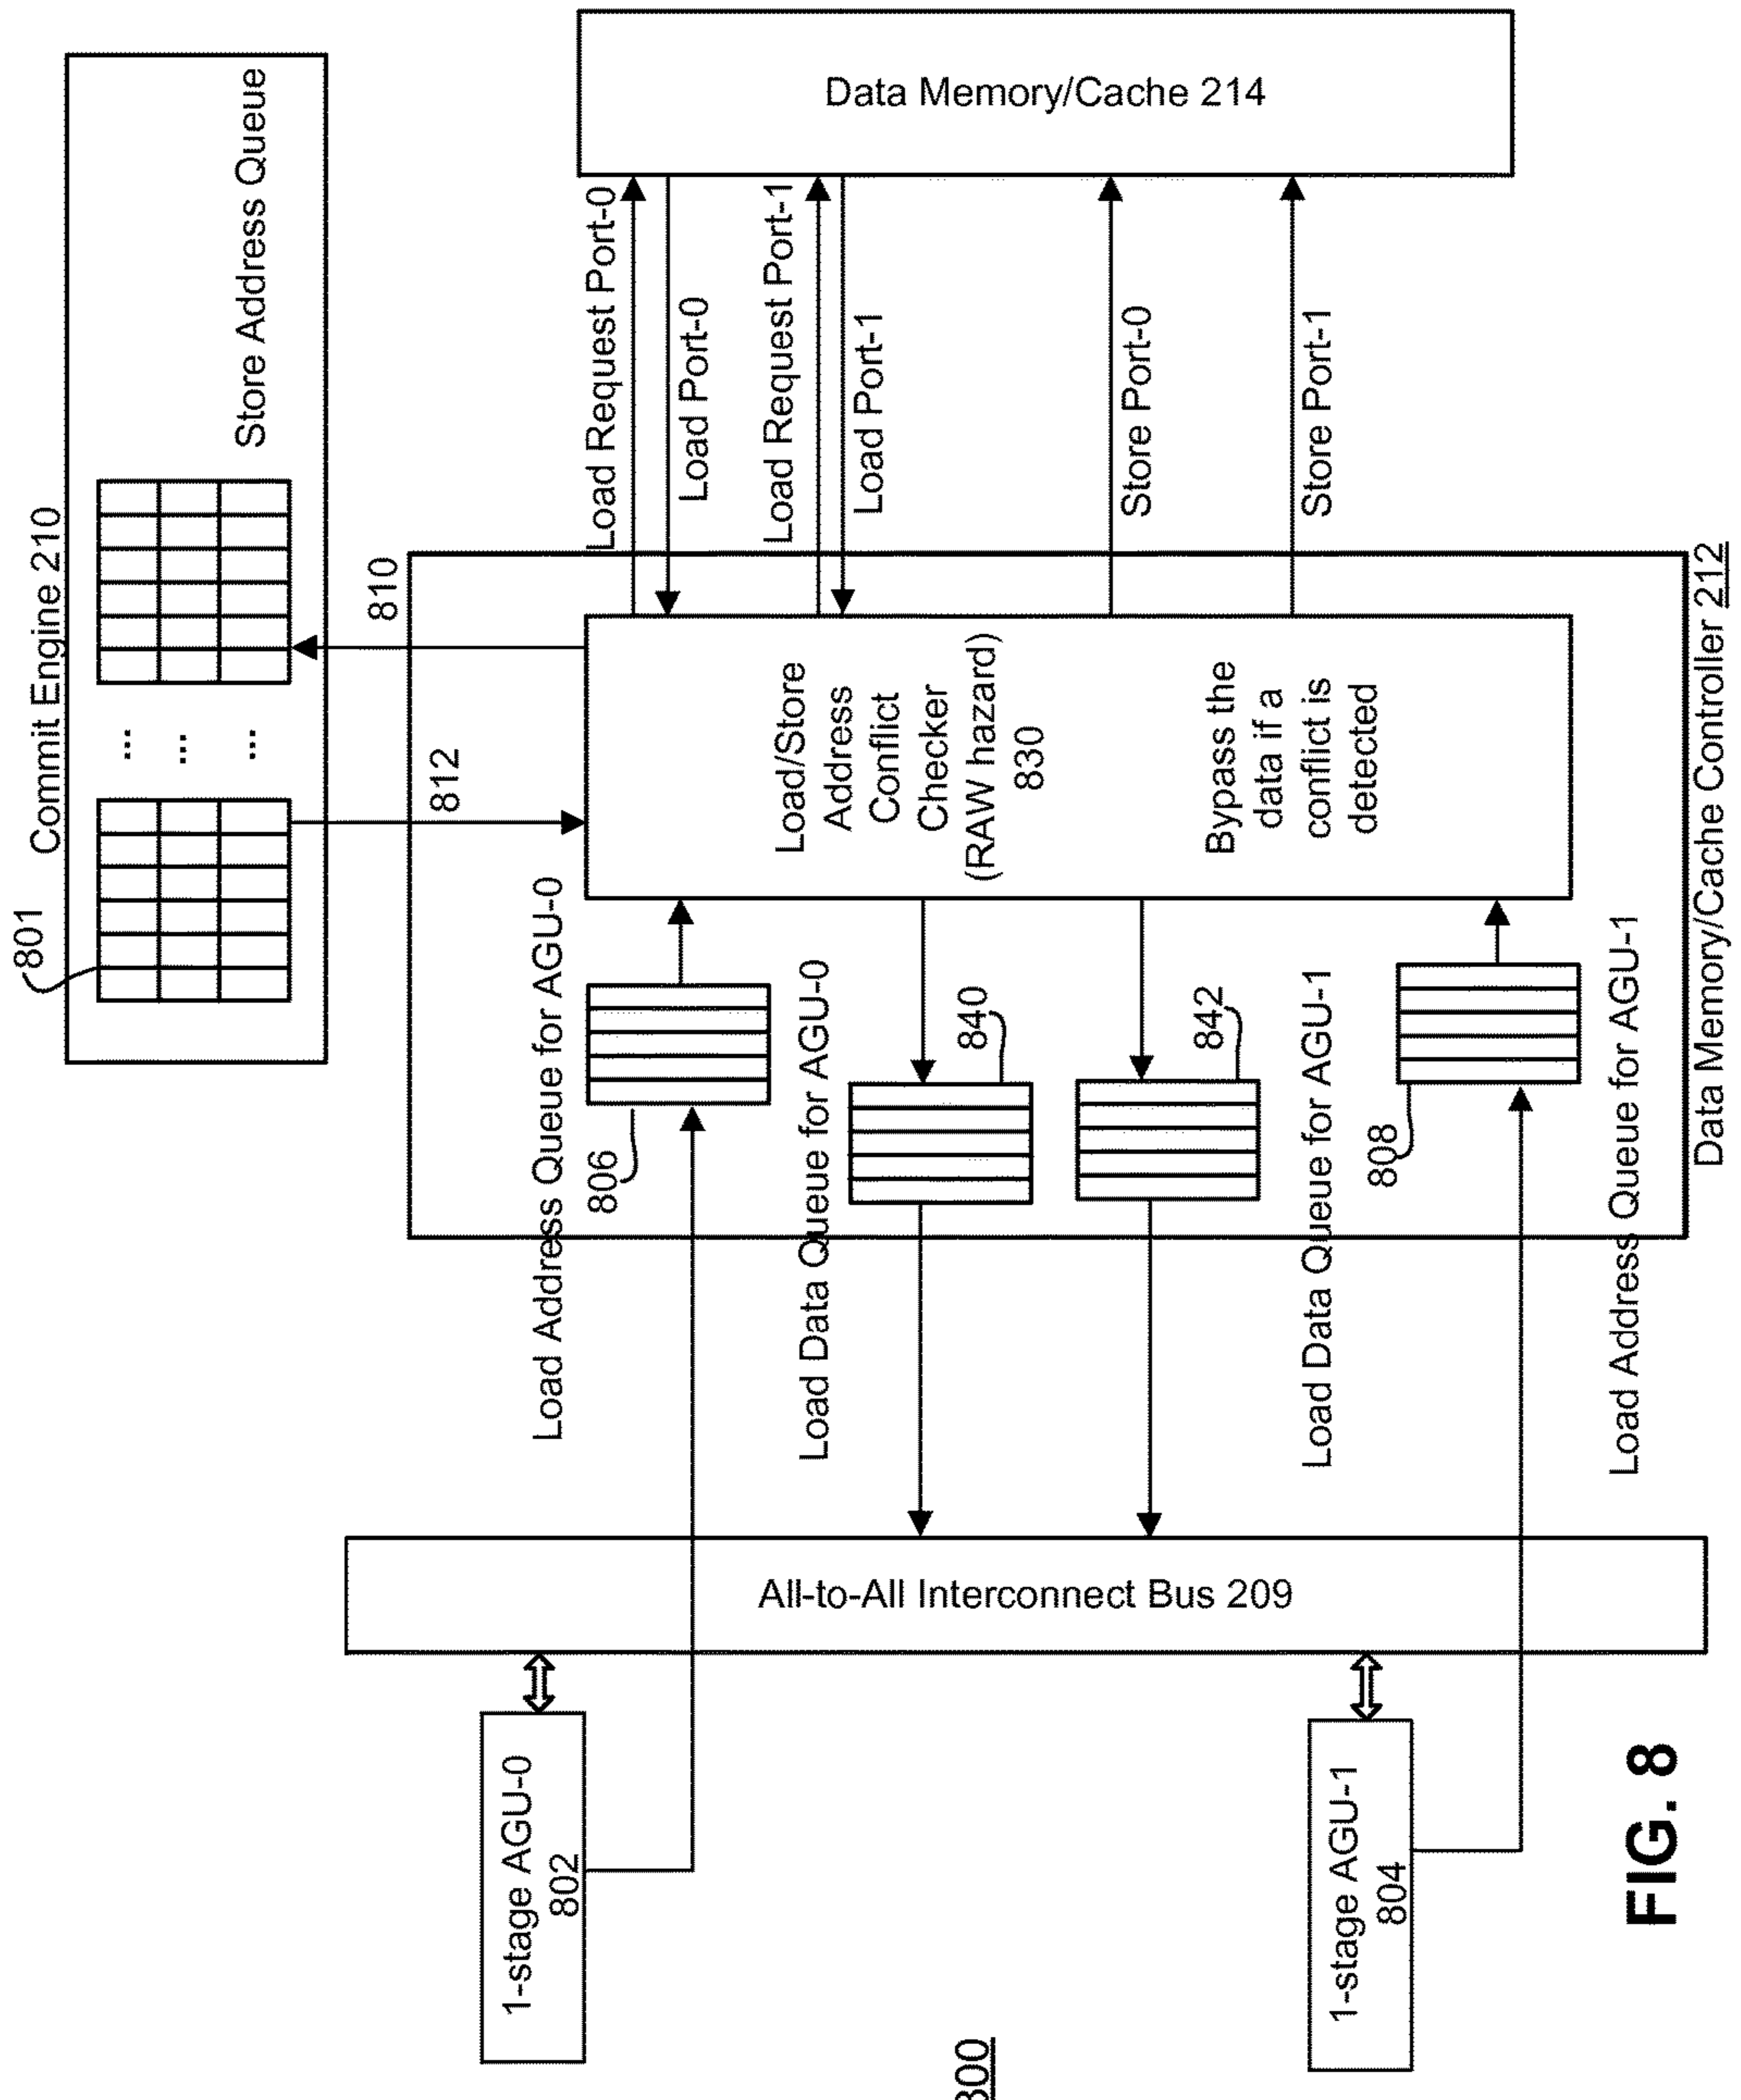 Commit Engine 210
801
Store Address Queue
...
...
...
812
810
Data Memory/Cache 214
Load Request Port-0
Load Port-0
Load Request Port-1
Load Port-1
Store Port-0
Store Port-1
Load/Store
Address
Conflict
Checker
(RAW hazard)
830
Bypass the
data if a
conflict is
detected
Load Address Queue for AGU-0
806
Load Data Queue for AGU-0
840
842
Load Data Queue for AGU-1
808
Load Address Queue for AGU-1
Data Memory/Cache Controller 212
All-to-All Interconnect Bus 209
1-stage AGU-0
802
1-stage AGU-1
804
FIG. 8